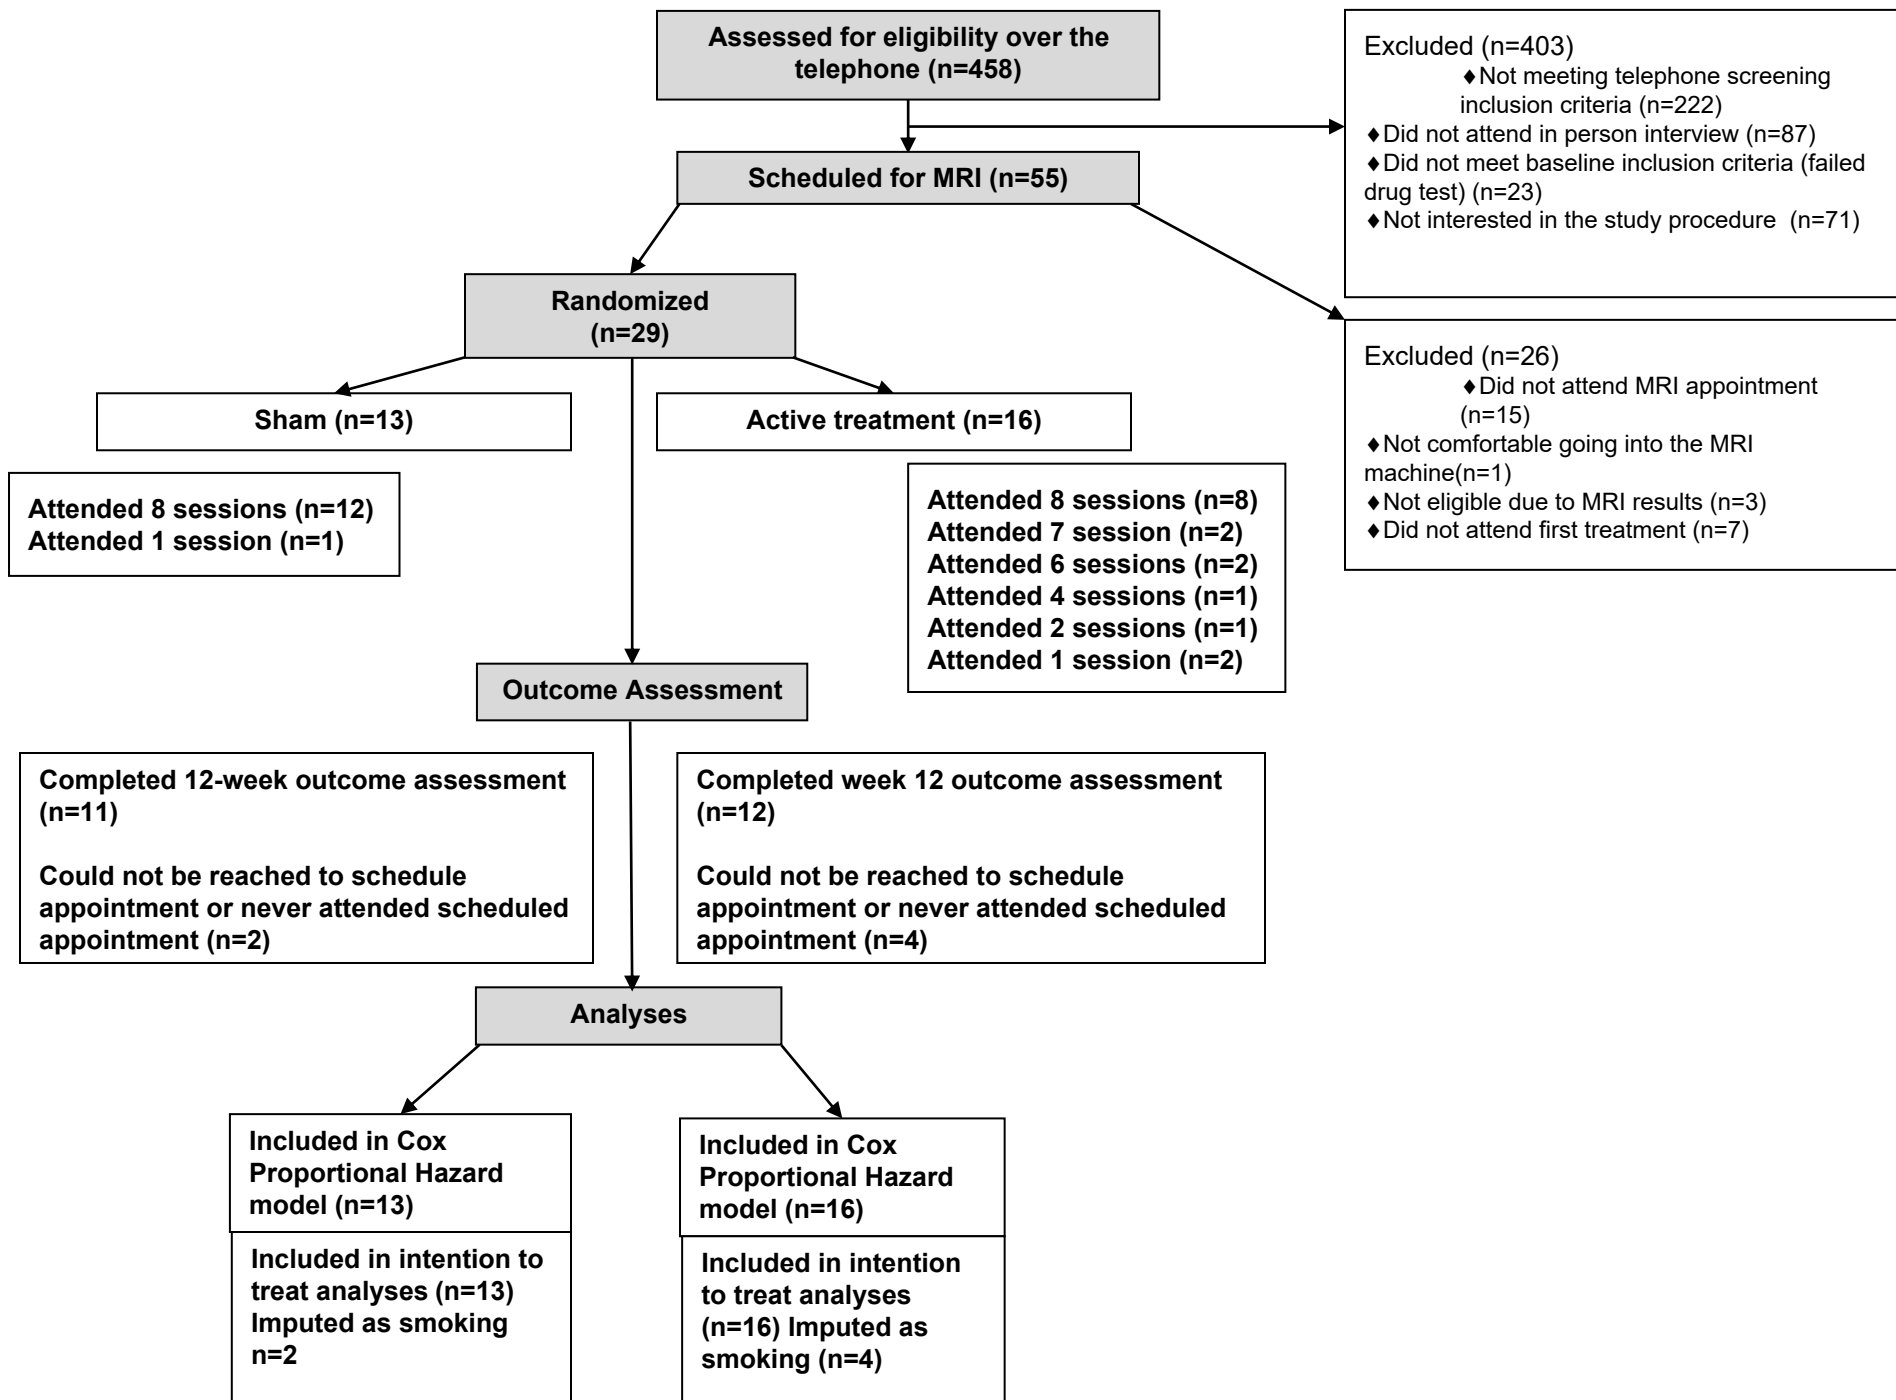 Assessed for eligibility over the
telephone (n=458)
Excluded (n=403)
♦Not meeting telephone screening
inclusion criteria (n=222)
♦Did not attend in person interview (n=87)
♦Did not meet baseline inclusion criteria (failed
drug test) (n=23)
♦Not interested in the study procedure  (n=71)
Scheduled for MRI (n=55)
Excluded (n=26)
♦Did not attend MRI appointment
(n=15)
♦Not comfortable going into the MRI
machine(n=1)
♦Not eligible due to MRI results (n=3)
♦Did not attend first treatment (n=7)
Randomized
(n=29)
Sham (n=13)
Active treatment (n=16)
Attended 8 sessions (n=12)
Attended 1 session (n=1)
Attended 8 sessions (n=8)
Attended 7 session (n=2)
Attended 6 sessions (n=2)
Attended 4 sessions (n=1)
Attended 2 sessions (n=1)
Attended 1 session (n=2)
Outcome Assessment
Completed 12-week outcome assessment
(n=11)
Could not be reached to schedule
appointment or never attended scheduled
appointment (n=2)
Completed week 12 outcome assessment
(n=12)
Could not be reached to schedule
appointment or never attended scheduled
appointment (n=4)
Analyses
Included in Cox
Proportional Hazard
model (n=13)
Included in intention to
treat analyses (n=13)
Imputed as smoking
n=2
Included in Cox
Proportional Hazard
model (n=16)
Included in intention
to treat analyses
(n=16) Imputed as
smoking (n=4)